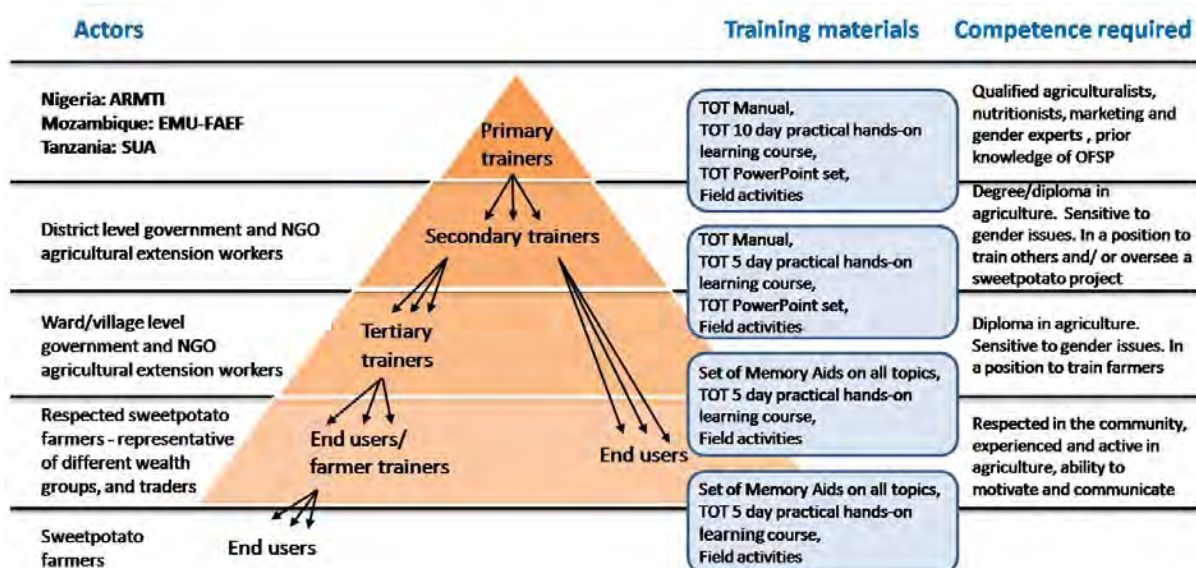 Actors
Training materials
Competence required
Nigeria: ARMTI
Mozambique: EMU-FAEF
Tanzania: SUA
Primary
trainers
TOT Manual,
TOT 10 day practical hands-on
learning course,
TOT PowerPoint set,
Field activities
Qualified agriculturalists,
nutritionists, marketing and
gender experts , prior
knowledge of OFSP
District level government and NGO
agricultural extension workers
Secondary trainers
TOT Manual,
TOT 5 day practical hands-on
learning course,
TOT PowerPoint set,
Field activities
Degree/diploma in
agriculture. Sensitive to
gender issues. In a position to
train others and/ or oversee a
sweetpotato project
Ward/village level
government and NGO
agricultural extension workers
Tertiary
trainers
Set of Memory Aids on all topics,
TOT 5 day practical hands-on
learning course,
Field activities
Diploma in agriculture.
Sensitive to gender issues. In
a position to train farmers
Respected sweetpotato
farmers - representative
of different wealth
groups, and traders
End users/
farmer trainers
End users
Set of Memory Aids on all topics,
TOT 5 day practical hands-on
learning course,
Field activities
Respected in the community,
experienced and active in
agriculture, ability to
motivate and communicate
Sweetpotato
farmers
End users